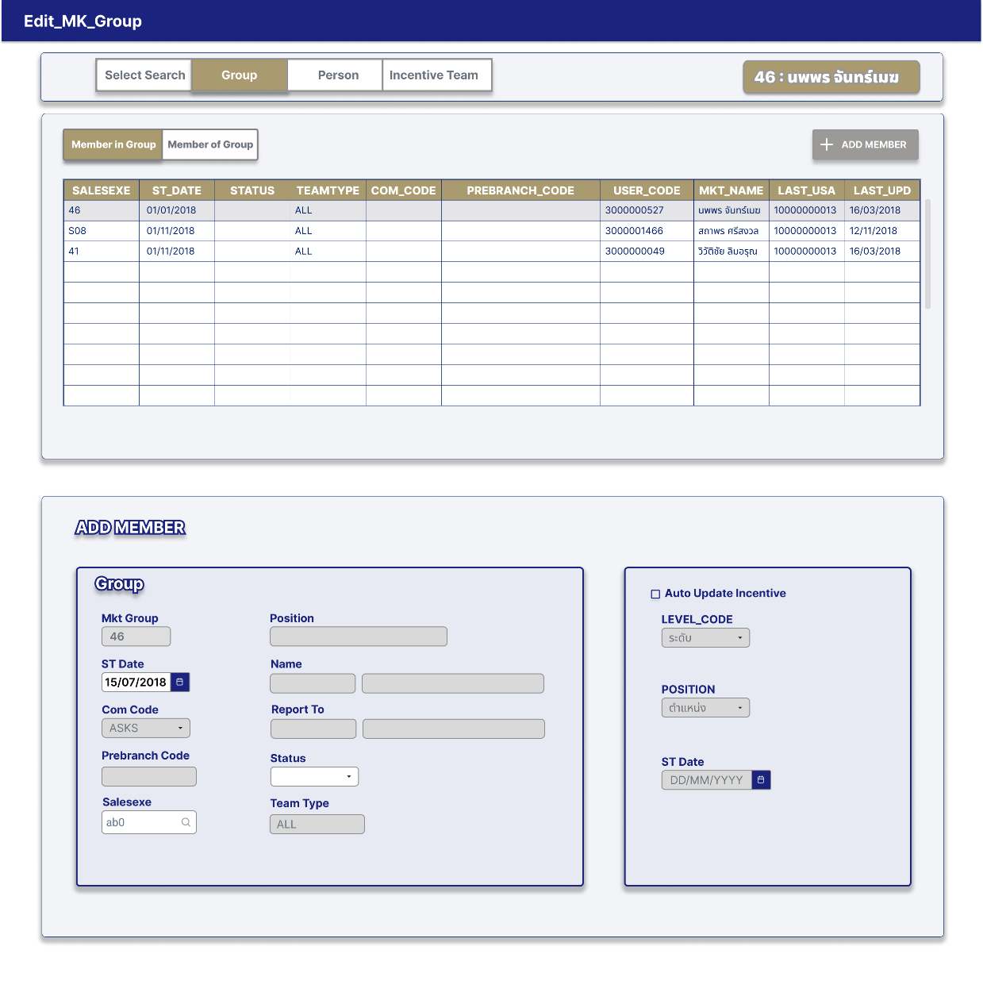 Edit_MK_Group
Select Search Group Person Incentive Team 46 : นพพร จันทร์เมฆ
Member in Group Member of Group ADD MEMBER
SALESEXE ST_DATE STATUS TEAMTYPE COM_CODE PREBRANCH_CODE USER_CODE MKT_NAME LAST_USA LAST_UPD
46 01/01/2018 ALL 3000000527 นพพร จันทร์เมฆ 10000000013 16/03/2018
S08 01/11/2018 ALL 3000001466 สถาพร ศรีสงวล 10000000013 12/11/2018
41 01/11/2018 ALL 3000000049 วิวัติชัย ลิมอรุณ 10000000013 16/03/2018
ADD MEMBER
Group
Mkt Group Position
46
ST Date Name
15/07/2018
Com Code Report To
ASKS
Prebranch Code Status
Salesexe Team Type
ab0 ALL
Auto Update Incentive
LEVEL_CODE
ระดับ
POSITION
ตำแหน่ง
ST Date
DD/MM/YYYY